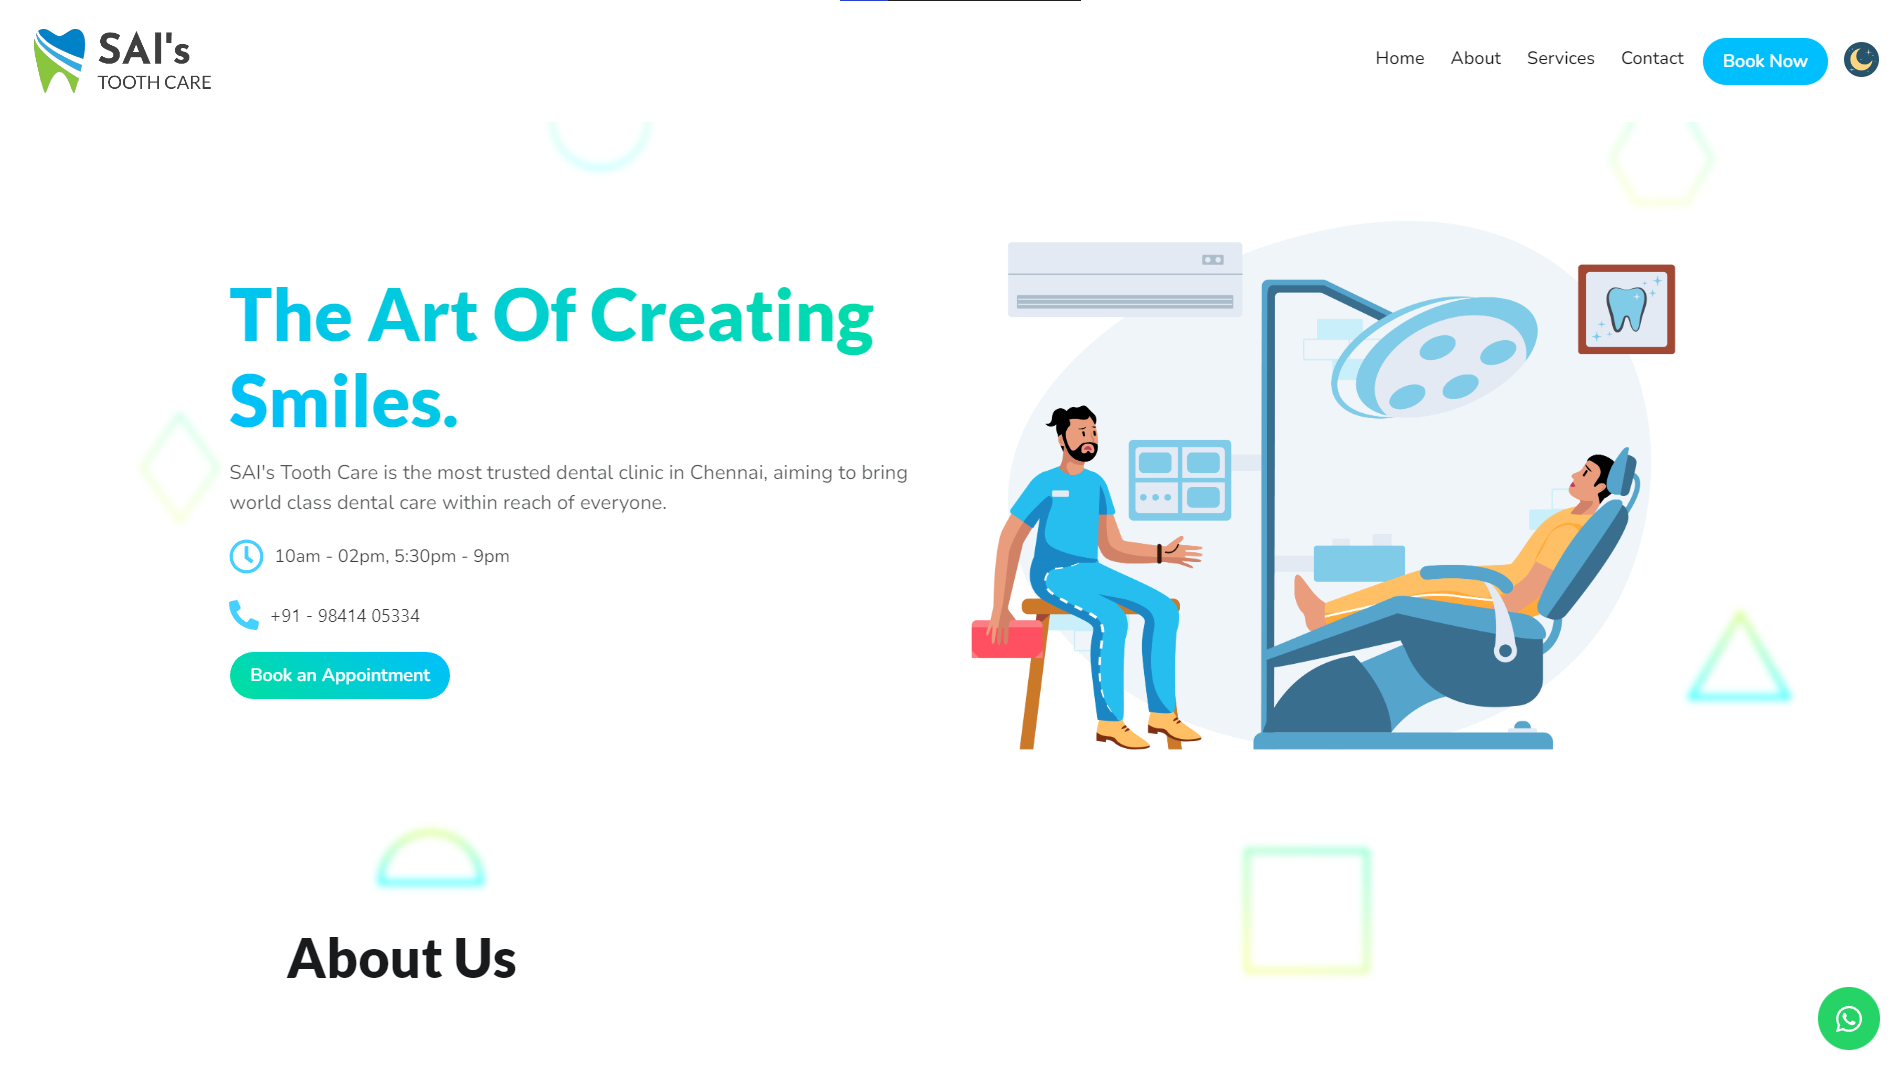 SAI's
TOOTH CARE
Home
About
Services
Contact
Book Now
The Art Of Creating
Smiles.
SAI's Tooth Care is the most trusted dental clinic in Chennai, aiming to bring
world class dental care within reach of everyone.
10am - 02pm, 5:30pm - 9pm
+91 - 98414 05334
Book an Appointment
About Us